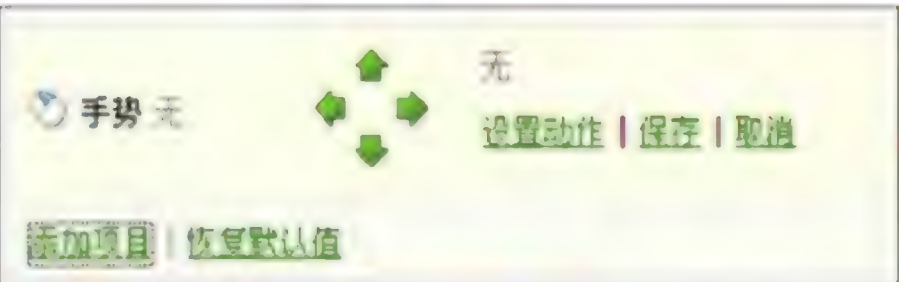 无
手势 无
设置动作 | 保存 | 取消
添加项目 | 恢复默认值